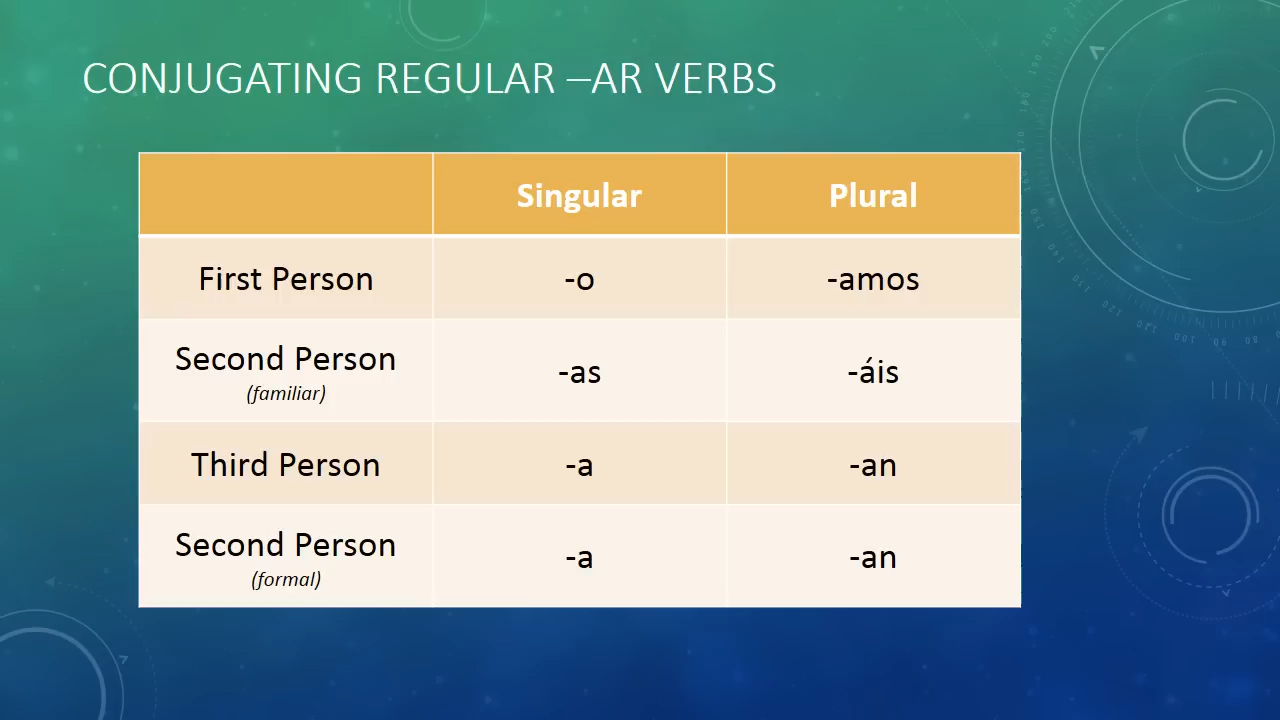 CONJUGATING REGULAR –AR VERBS
Singular Plural
First Person -o -amos
Second Person
(familiar)
-as -áis
Third Person -a -an
Second Person
(formal)
-a -an